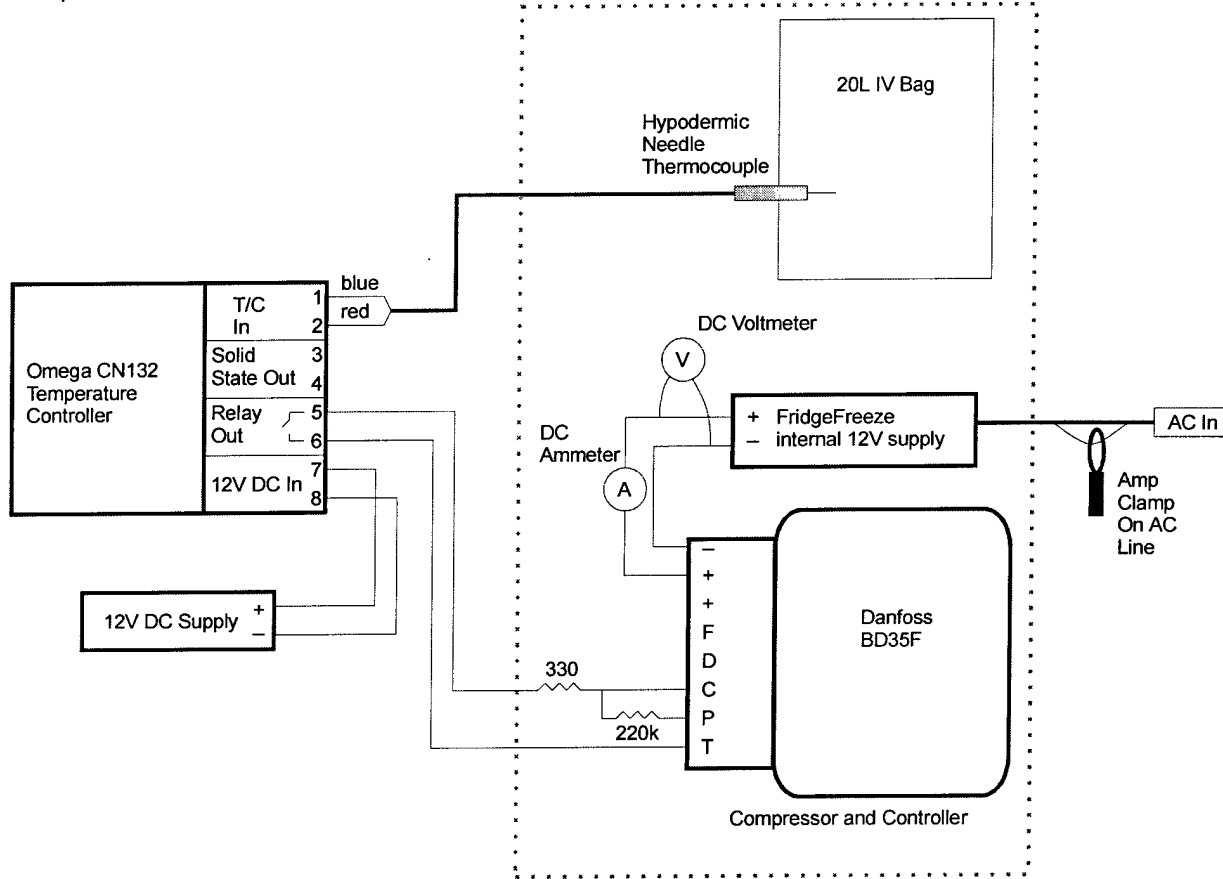 20L IV Bag
Hypodermic
Needle
Thermocouple
blue
red
T/C
In
1
2
Solid
State Out
3
4
Omega CN132
Temperature
Controller
Relay
Out
5
6
12V DC In
7
8
DC Voltmeter
V
DC
Ammeter
A
+
–
FridgeFreeze
internal 12V supply
AC In
Amp
Clamp
On AC
Line
12V DC Supply
+
–
–
+
+
F
D
C
P
T
Danfoss
BD35F
330
220k
Compressor and Controller